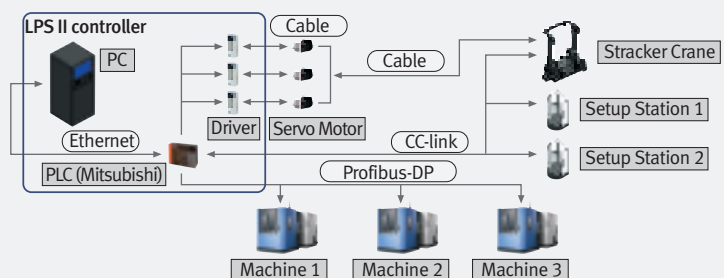 LPS II controller
PC
Cable
Cable
Stracker Crane
Driver
Servo Motor
Setup Station 1
Ethernet
CC-link
PLC (Mitsubishi)
Setup Station 2
Profibus-DP
Machine 1
Machine 2
Machine 3